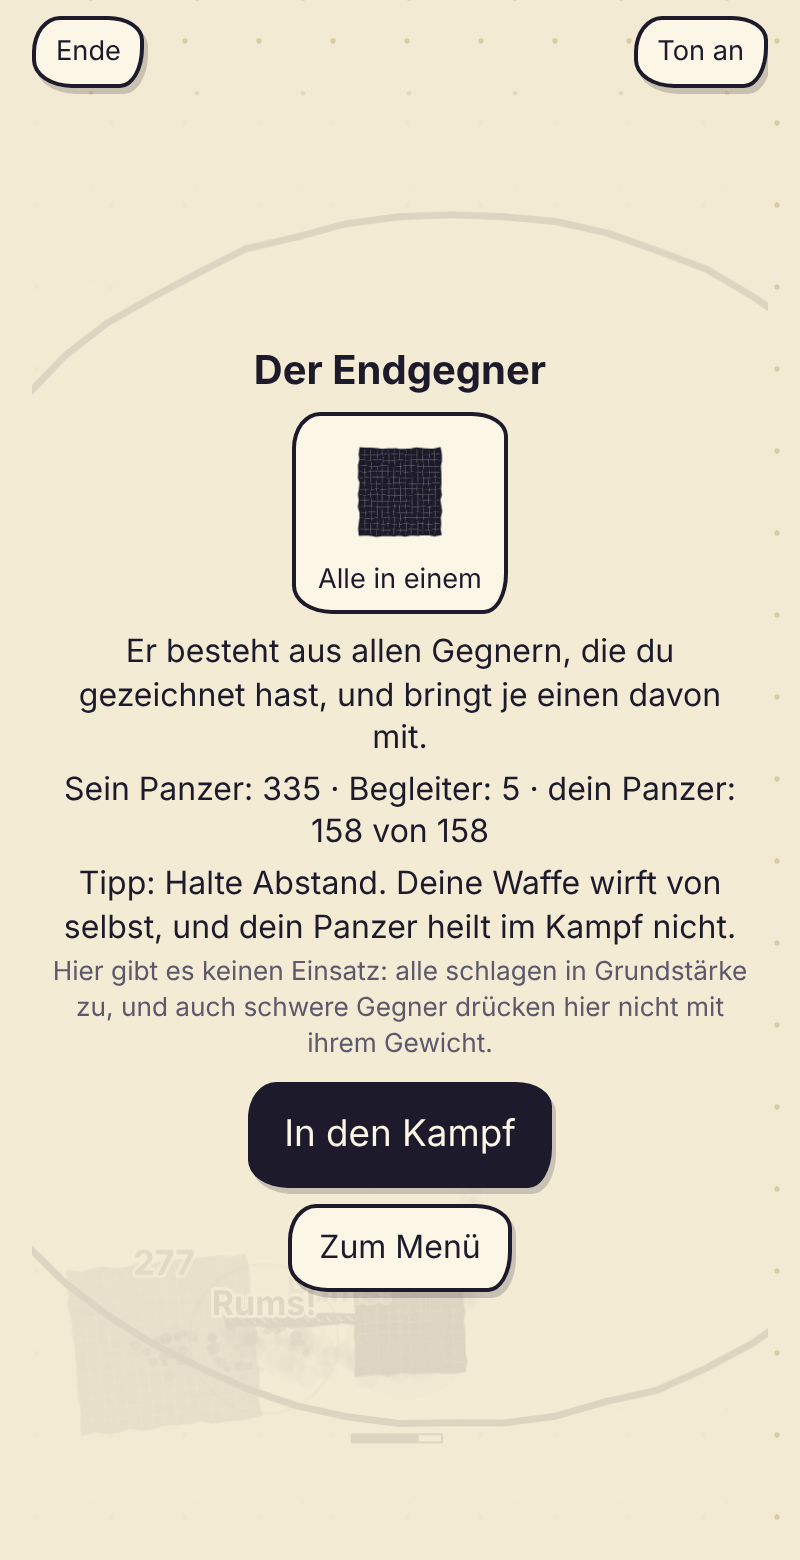 Ende
Ton an
Der Endgegner
Alle in einem
Er besteht aus allen Gegnern, die du
gezeichnet hast, und bringt je einen davon
mit.
Sein Panzer: 335 · Begleiter: 5 · dein Panzer:
158 von 158
Tipp: Halte Abstand. Deine Waffe wirft von
selbst, und dein Panzer heilt im Kampf nicht.
Hier gibt es keinen Einsatz: alle schlagen in Grundstärke
zu, und auch schwere Gegner drücken hier nicht mit
ihrem Gewicht.
In den Kampf
Zum Menü
277
Rums!